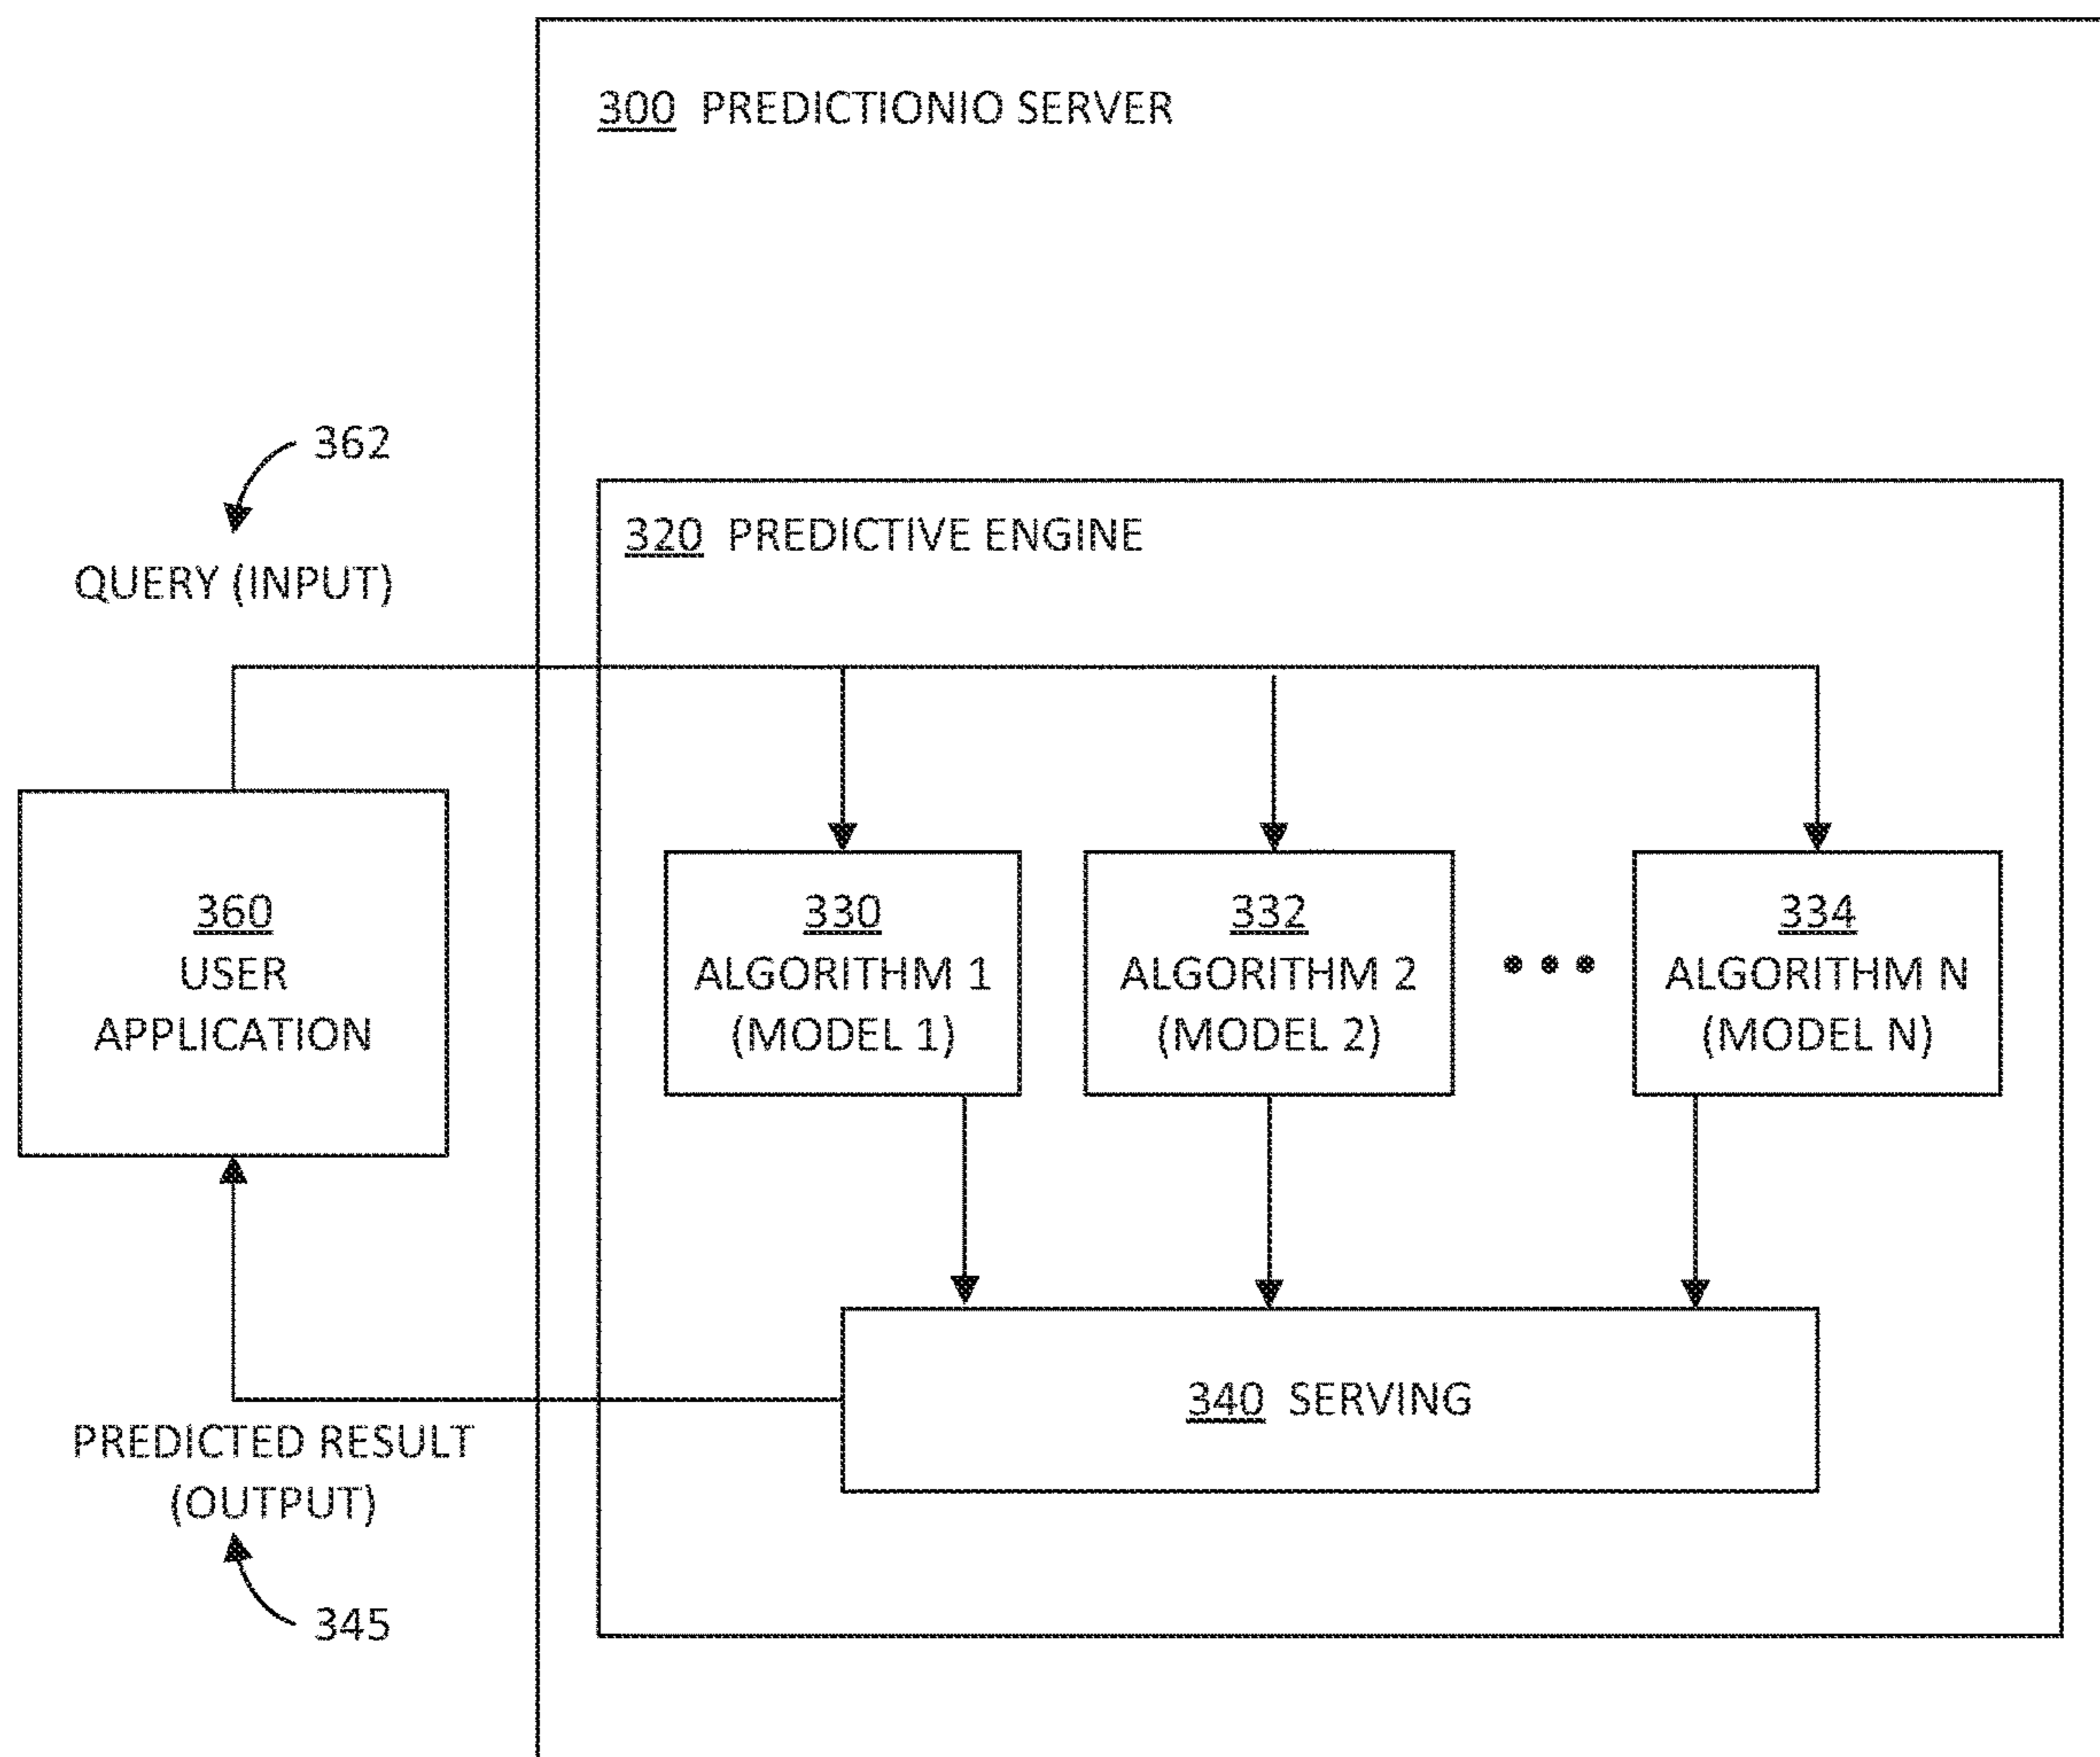 300 PREDICTIONIO SERVER
362
QUERY (INPUT)
320 PREDICTIVE ENGINE
360
USER
APPLICATION
330
ALGORITHM 1
(MODEL 1)
332
ALGORITHM 2
(MODEL 2)
334
ALGORITHM N
(MODEL N)
340 SERVING
PREDICTED RESULT
(OUTPUT)
345